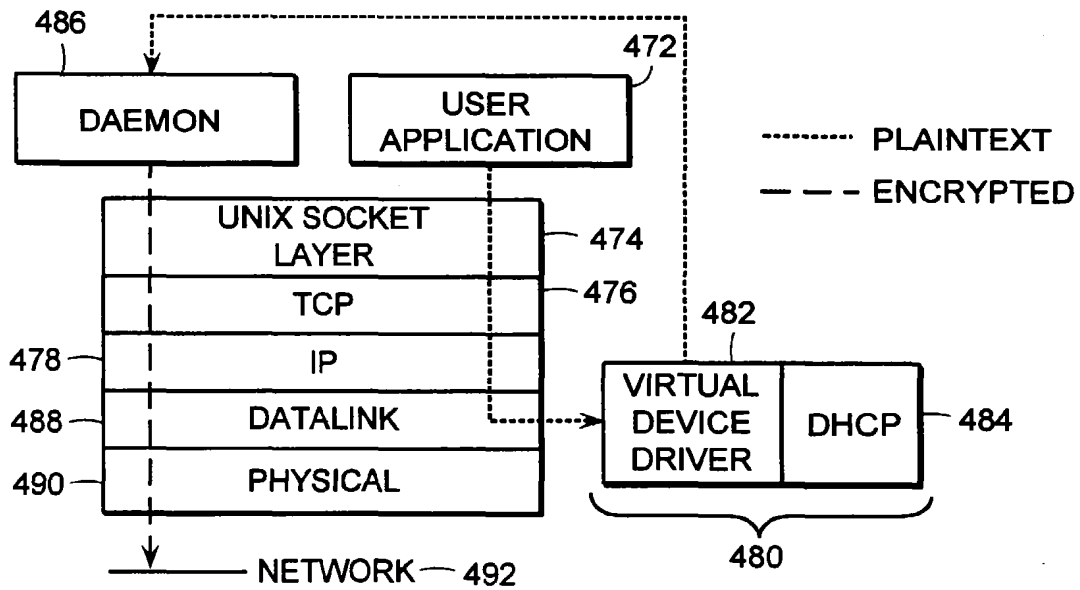 486
472
DAEMON
USER
APPLICATION
PLAINTEXT
ENCRYPTED
UNIX SOCKET
LAYER
474
TCP
476
478
IP
482
488
DATALINK
VIRTUAL
DEVICE
DRIVER
DHCP
484
490
PHYSICAL
480
NETWORK
492